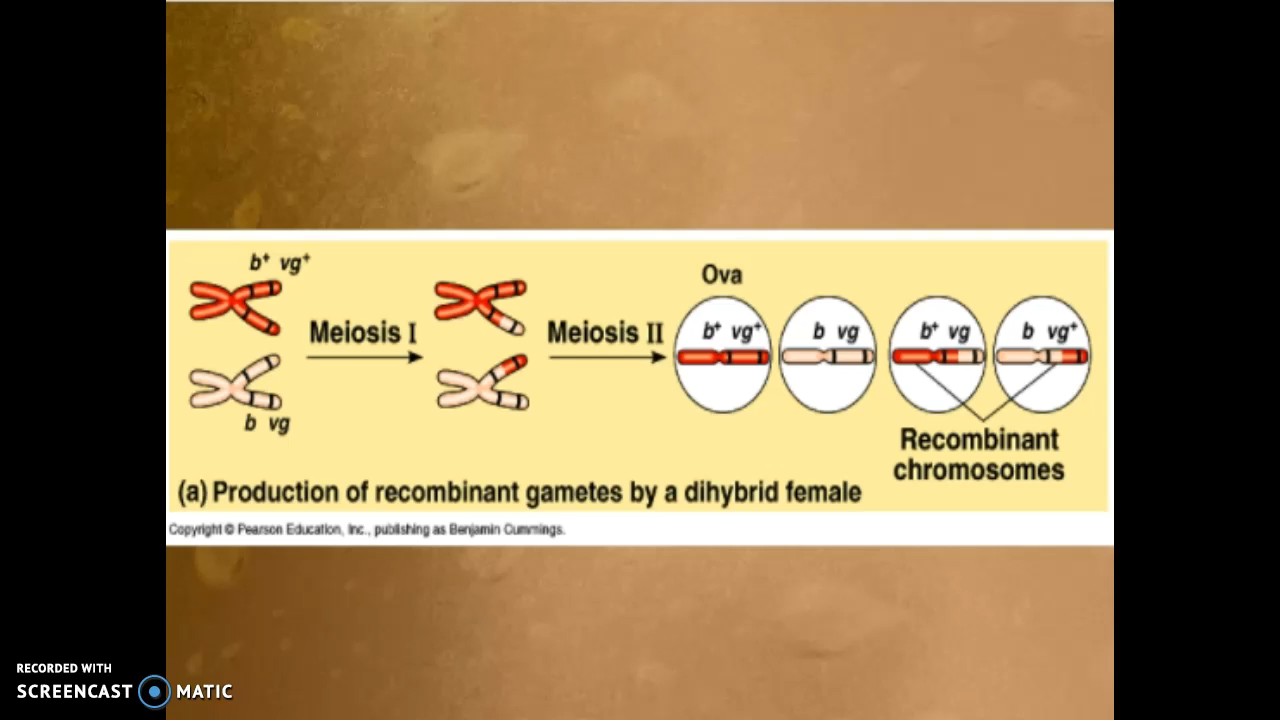 b⁺ vg⁺
Ova
Meiosis I
Meiosis II
b⁺ vg⁺
b vg
b⁺ vg
b vg⁺
b vg
Recombinant
chromosomes
(a) Production of recombinant gametes by a dihybrid female
Copyright © Pearson Education, Inc., publishing as Benjamin Cummings.
RECORDED WITH
SCREENCAST MATIC